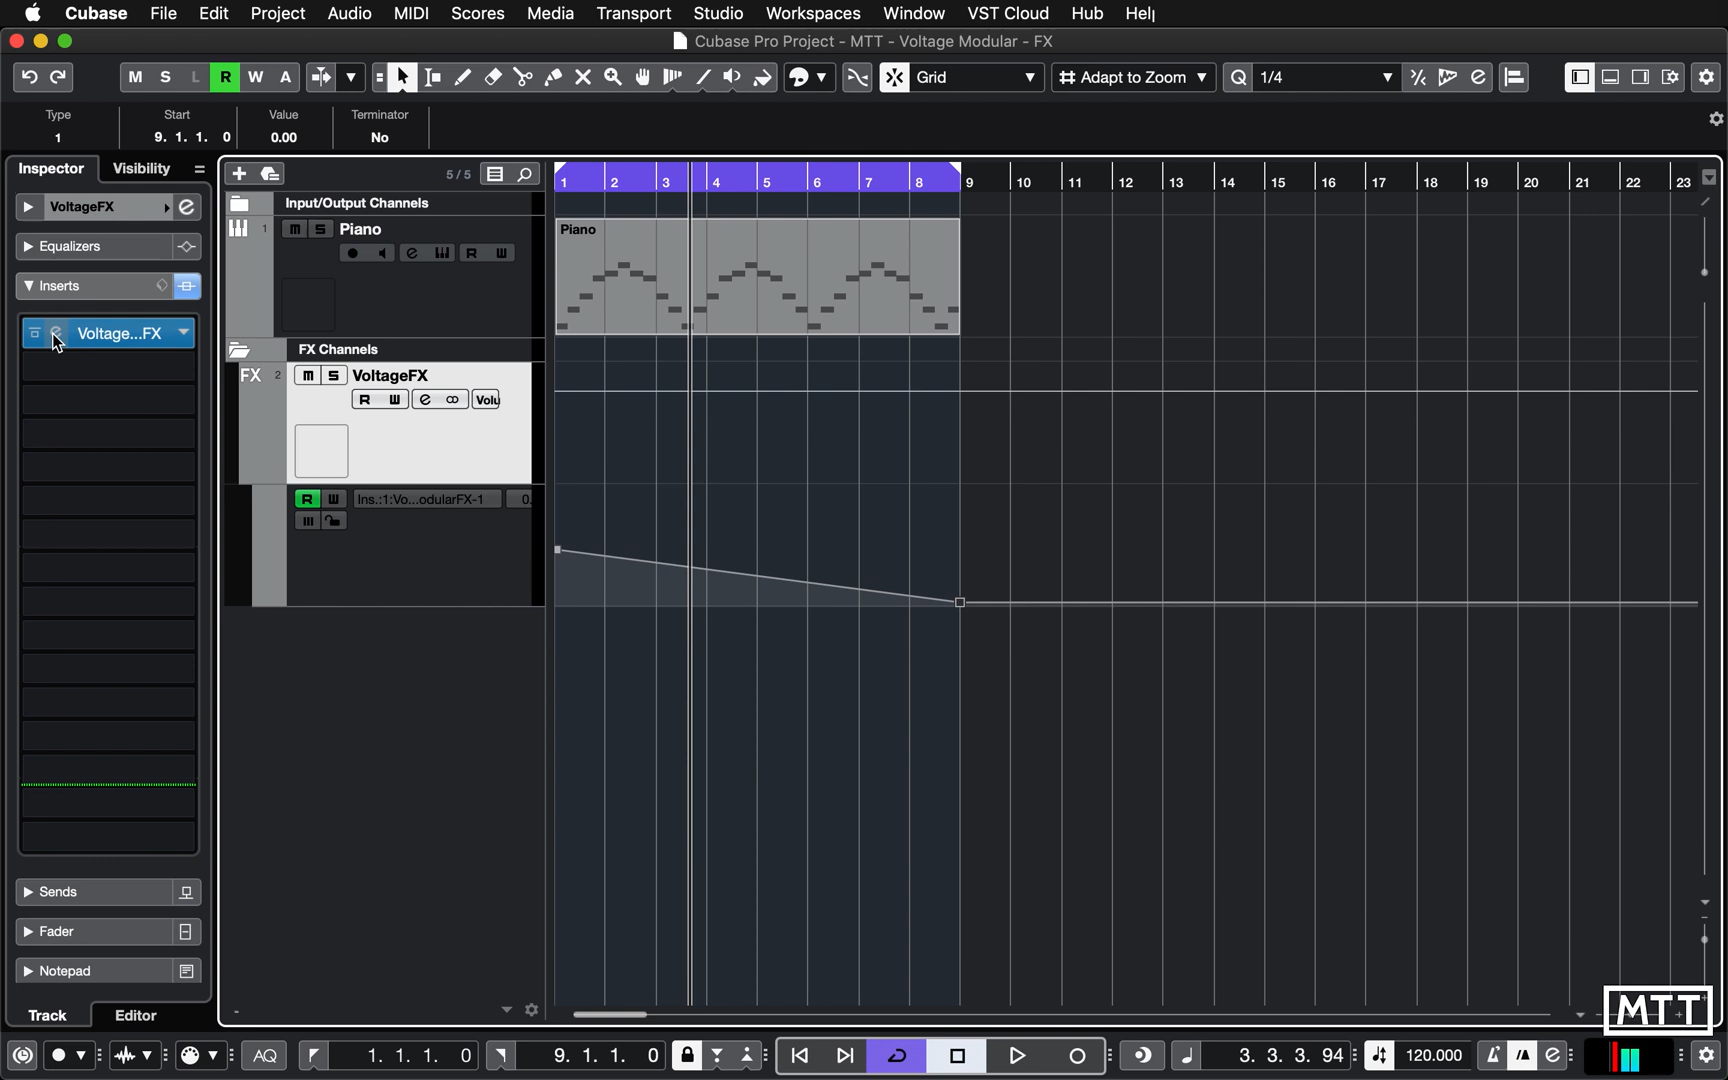 Cubase File Edit Project Audio MIDI Scores Media Transport Studio Workspaces Window VST Cloud Hub Help
Cubase Pro Project - MTT - Voltage Modular - FX
M S L R W A Grid Adapt to Zoom Q 1/4
Type Start Value Terminator
1 9. 1. 1. 0 0.00 No
Inspector Visibility 5 / 5
1 2 3 4 5 6 7 8 9 10 11 12 13 14 15 16 17 18 19 20 21 22 23
VoltageFX e
Input/Output Channels
1 m S Piano
R W
Piano
Equalizers
Inserts
Voltage...FX
FX Channels
FX 2 m S VoltageFX
R W e Volu
R W Ins.:1:Vo...odularFX-1 0.
Sends
Fader
Notepad
Track Editor
MTT
AQ 1. 1. 1. 0 9. 1. 1. 0 3. 3. 3. 94 120.000